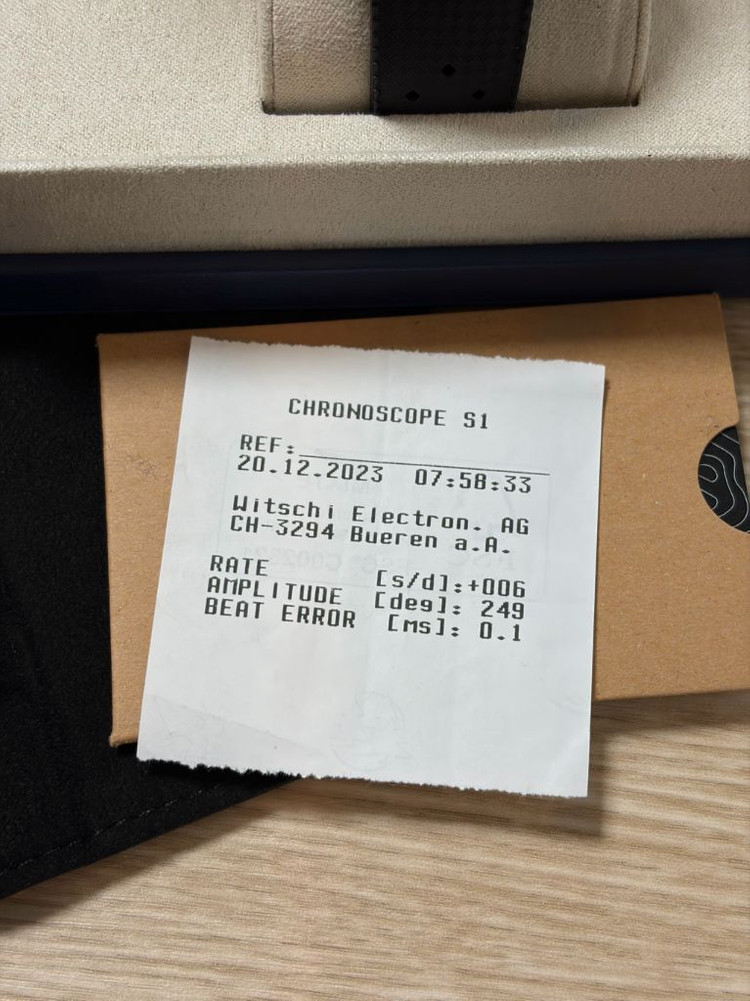 CHRONOSCOPE S1
REF:
20.12.2023 07:58:33
Witschi Electron. AG
CH-3294 Bueren a.A.
RATE [s/d]:+006
AMPLITUDE [deg]: 249
BEAT ERROR [ms]: 0.1